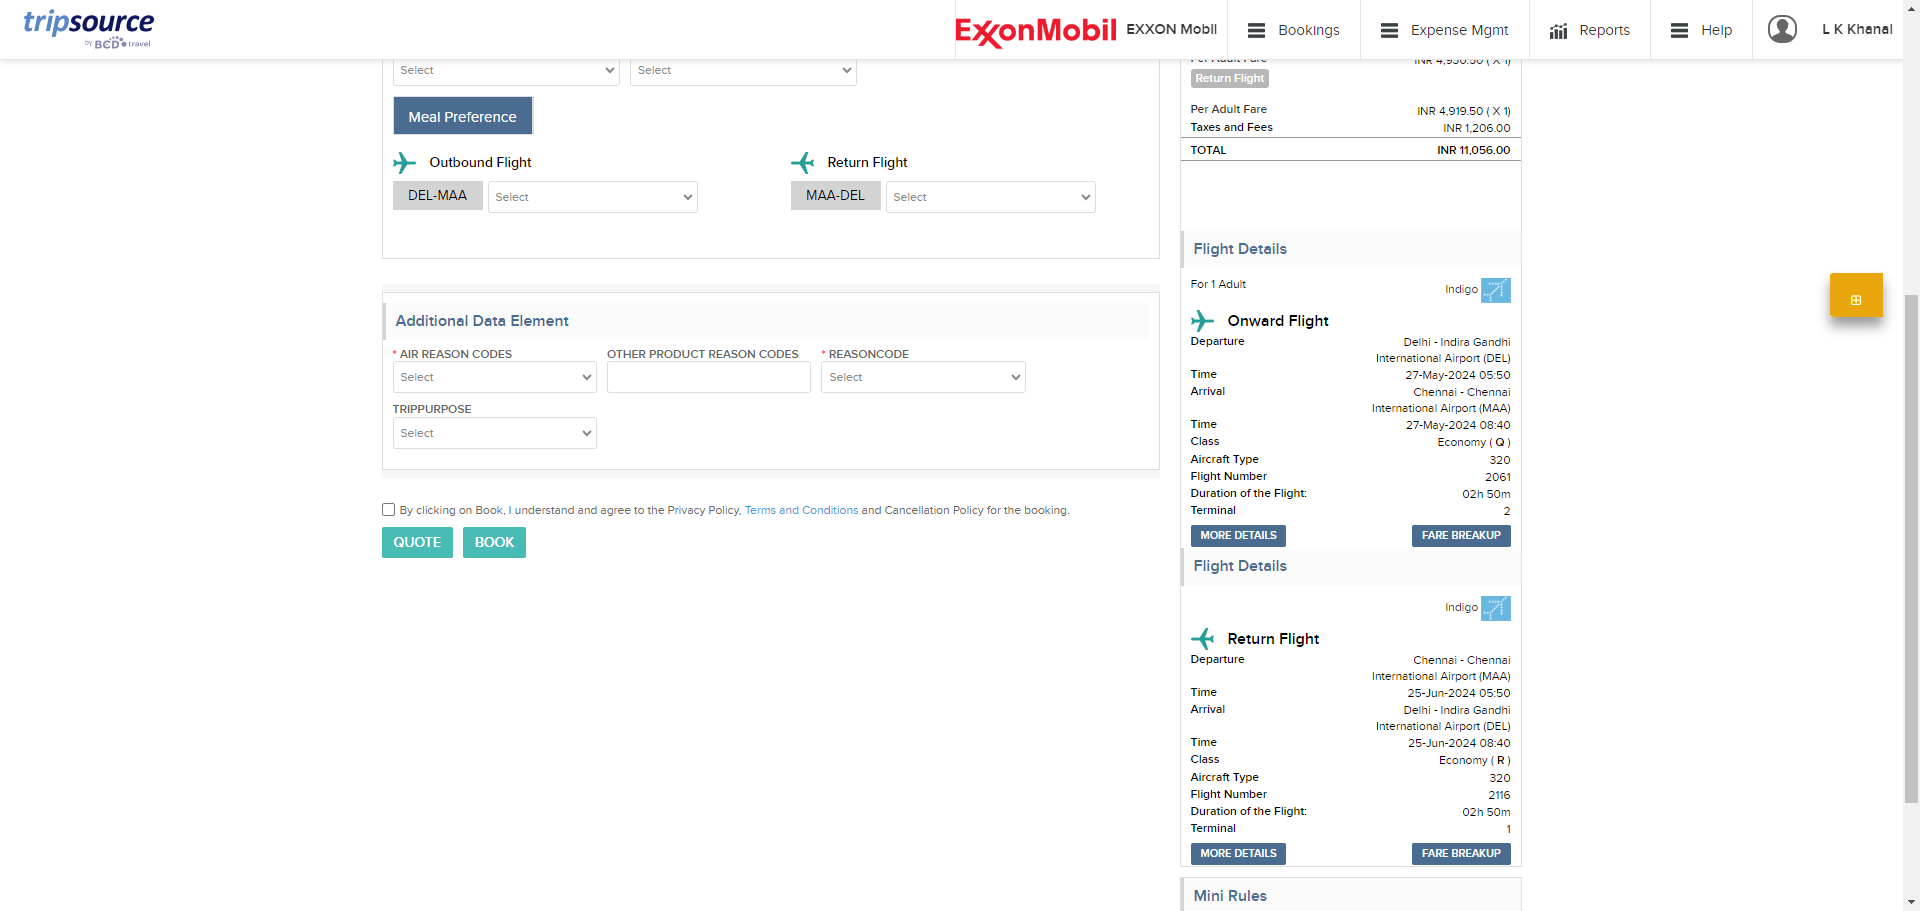 tripsource
by BCD travel
ExxonMobil
EXXON Mobil
Bookings
Expense Mgmt
Reports
Help
L K Khanal
Select
Select
Meal Preference
Outbound Flight
Return Flight
DEL-MAA
Select
MAA-DEL
Select
Additional Data Element
* AIR REASON CODES
OTHER PRODUCT REASON CODES
* REASONCODE
Select
Select
TRIPPURPOSE
Select
By clicking on Book, I understand and agree to the Privacy Policy, Terms and Conditions and Cancellation Policy for the booking.
QUOTE
BOOK
Per Adult Fare
INR 4,930.50 ( X 1)
Return Flight
Per Adult Fare
INR 4,919.50 ( X 1)
Taxes and Fees
INR 1,206.00
TOTAL
INR 11,056.00
Flight Details
For 1 Adult
Indigo
Onward Flight
Departure
Delhi - Indira Gandhi
International Airport (DEL)
Time
27-May-2024 05:50
Arrival
Chennai - Chennai
International Airport (MAA)
Time
27-May-2024 08:40
Class
Economy ( Q )
Aircraft Type
320
Flight Number
2061
Duration of the Flight:
02h 50m
Terminal
2
MORE DETAILS
FARE BREAKUP
Flight Details
Indigo
Return Flight
Departure
Chennai - Chennai
International Airport (MAA)
Time
25-Jun-2024 05:50
Arrival
Delhi - Indira Gandhi
International Airport (DEL)
Time
25-Jun-2024 08:40
Class
Economy ( R )
Aircraft Type
320
Flight Number
2116
Duration of the Flight:
02h 50m
Terminal
1
MORE DETAILS
FARE BREAKUP
Mini Rules